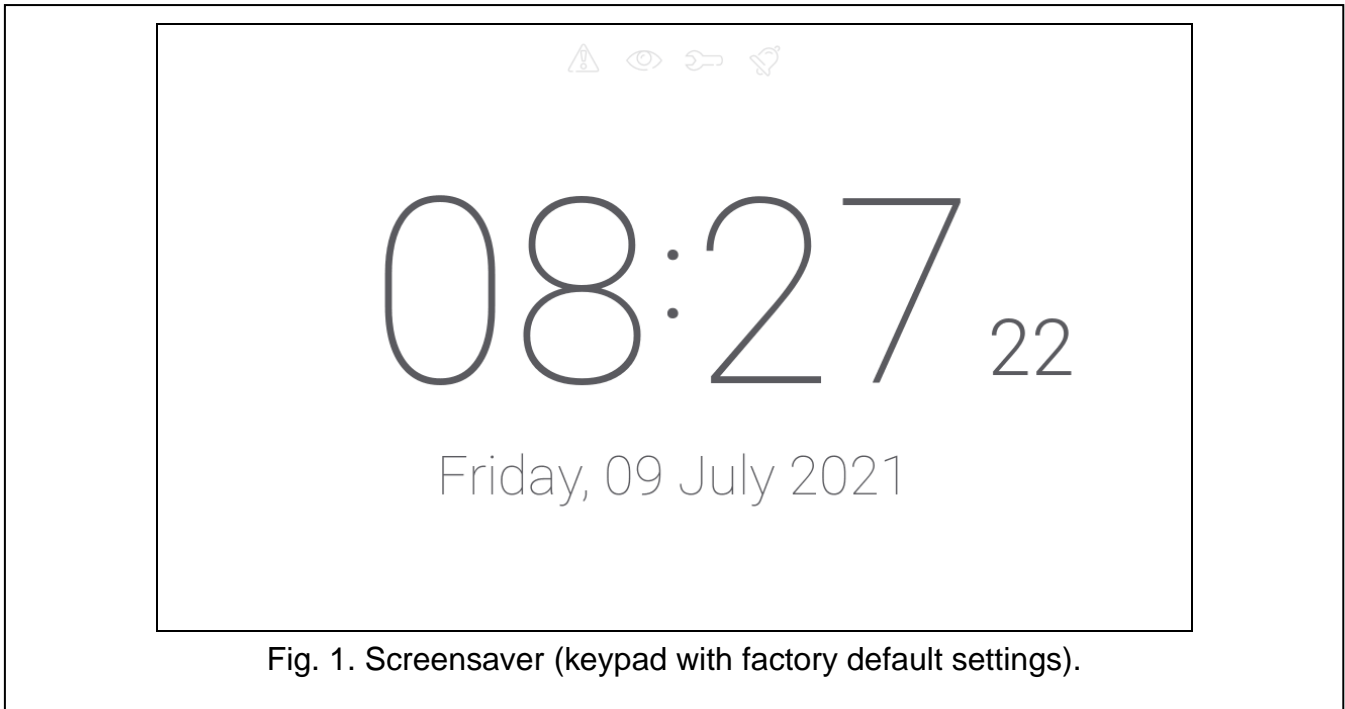 08:27 22
Friday, 09 July 2021
Fig. 1. Screensaver (keypad with factory default settings).